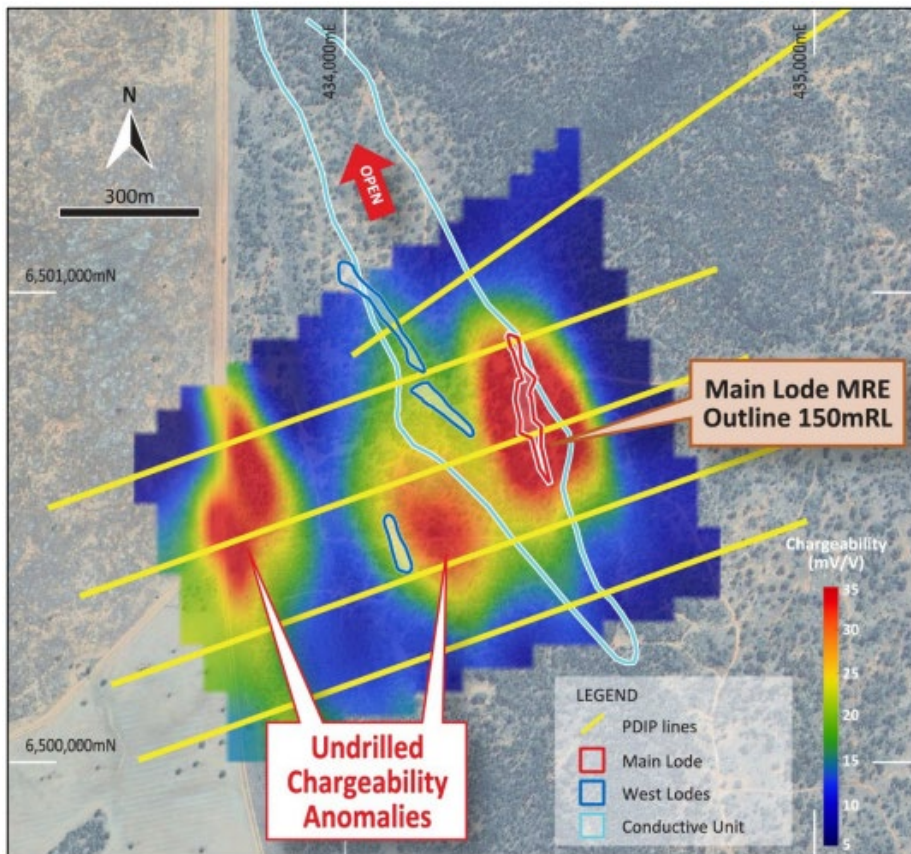 434,000mE
435,000mE
N
300m
OPEN
6,501,000mN
Main Lode MRE
Outline 150mRL
Chargeability
(mV/V)
35
30
25
20
15
10
5
6,500,000mN
Undrilled
Chargeability
Anomalies
LEGEND
PDIP lines
Main Lode
West Lodes
Conductive Unit